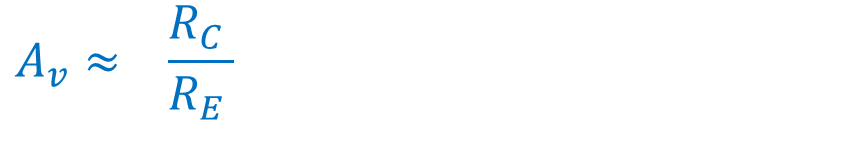 A_v ≈ R_C / R_E